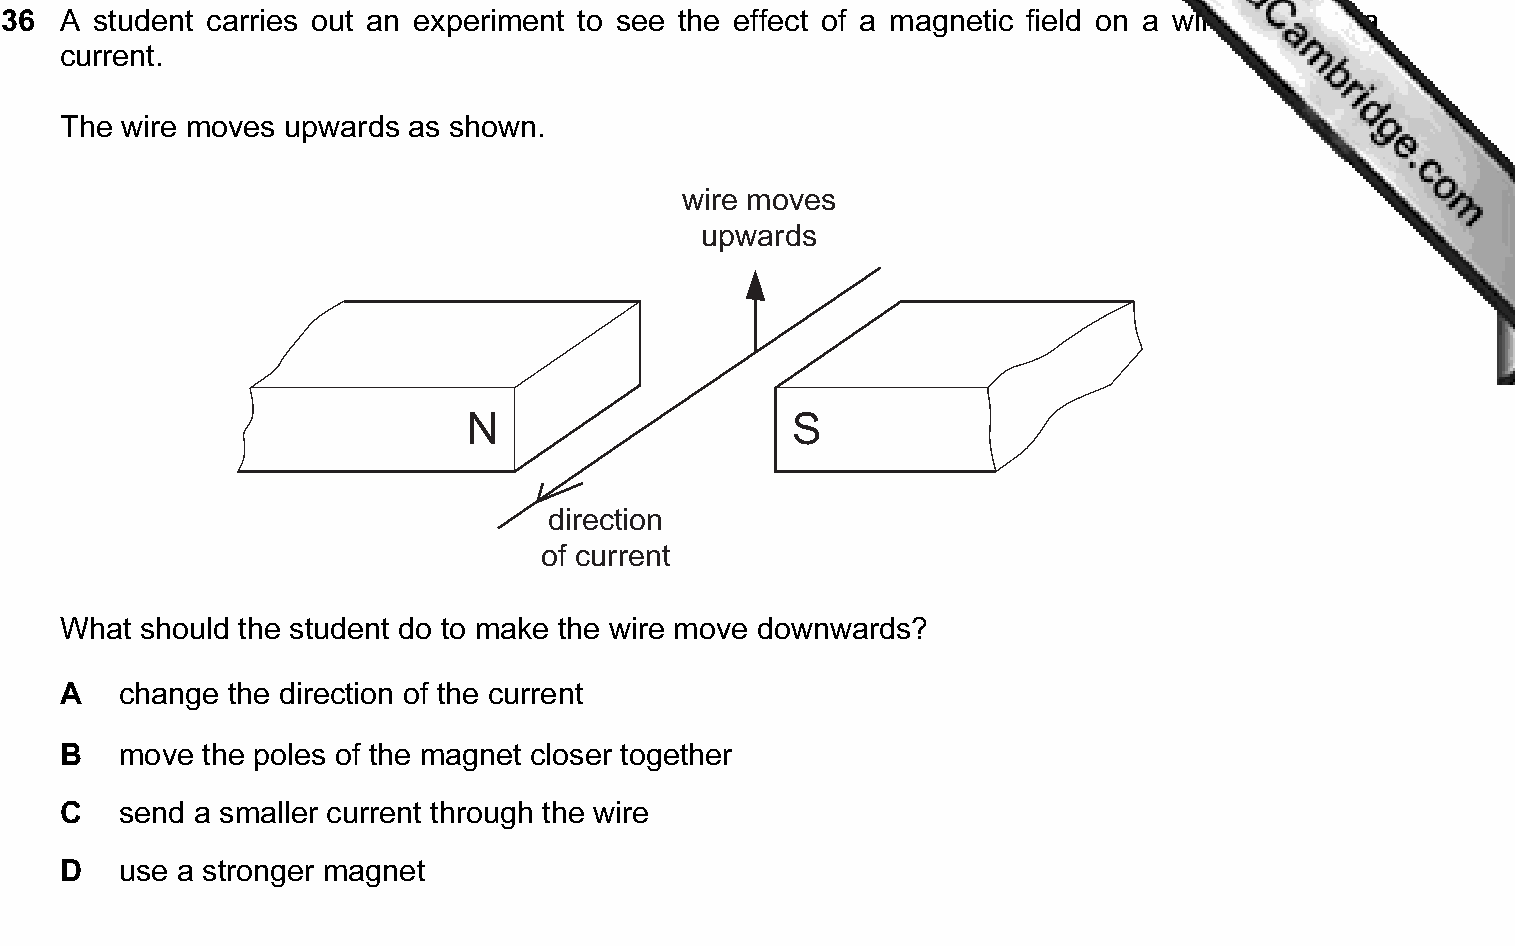 36 A student carries out an experiment to see the effect of a magnetic field on a
current.
The wire moves upwards as shown.
wire moves
upwards
N
S
direction
of current
What should the student do to make the wire move downwards?
A change the direction of the current
B move the poles of the magnet closer together
C send a smaller current through the wire
D use a stronger magnet
Cambridge.com